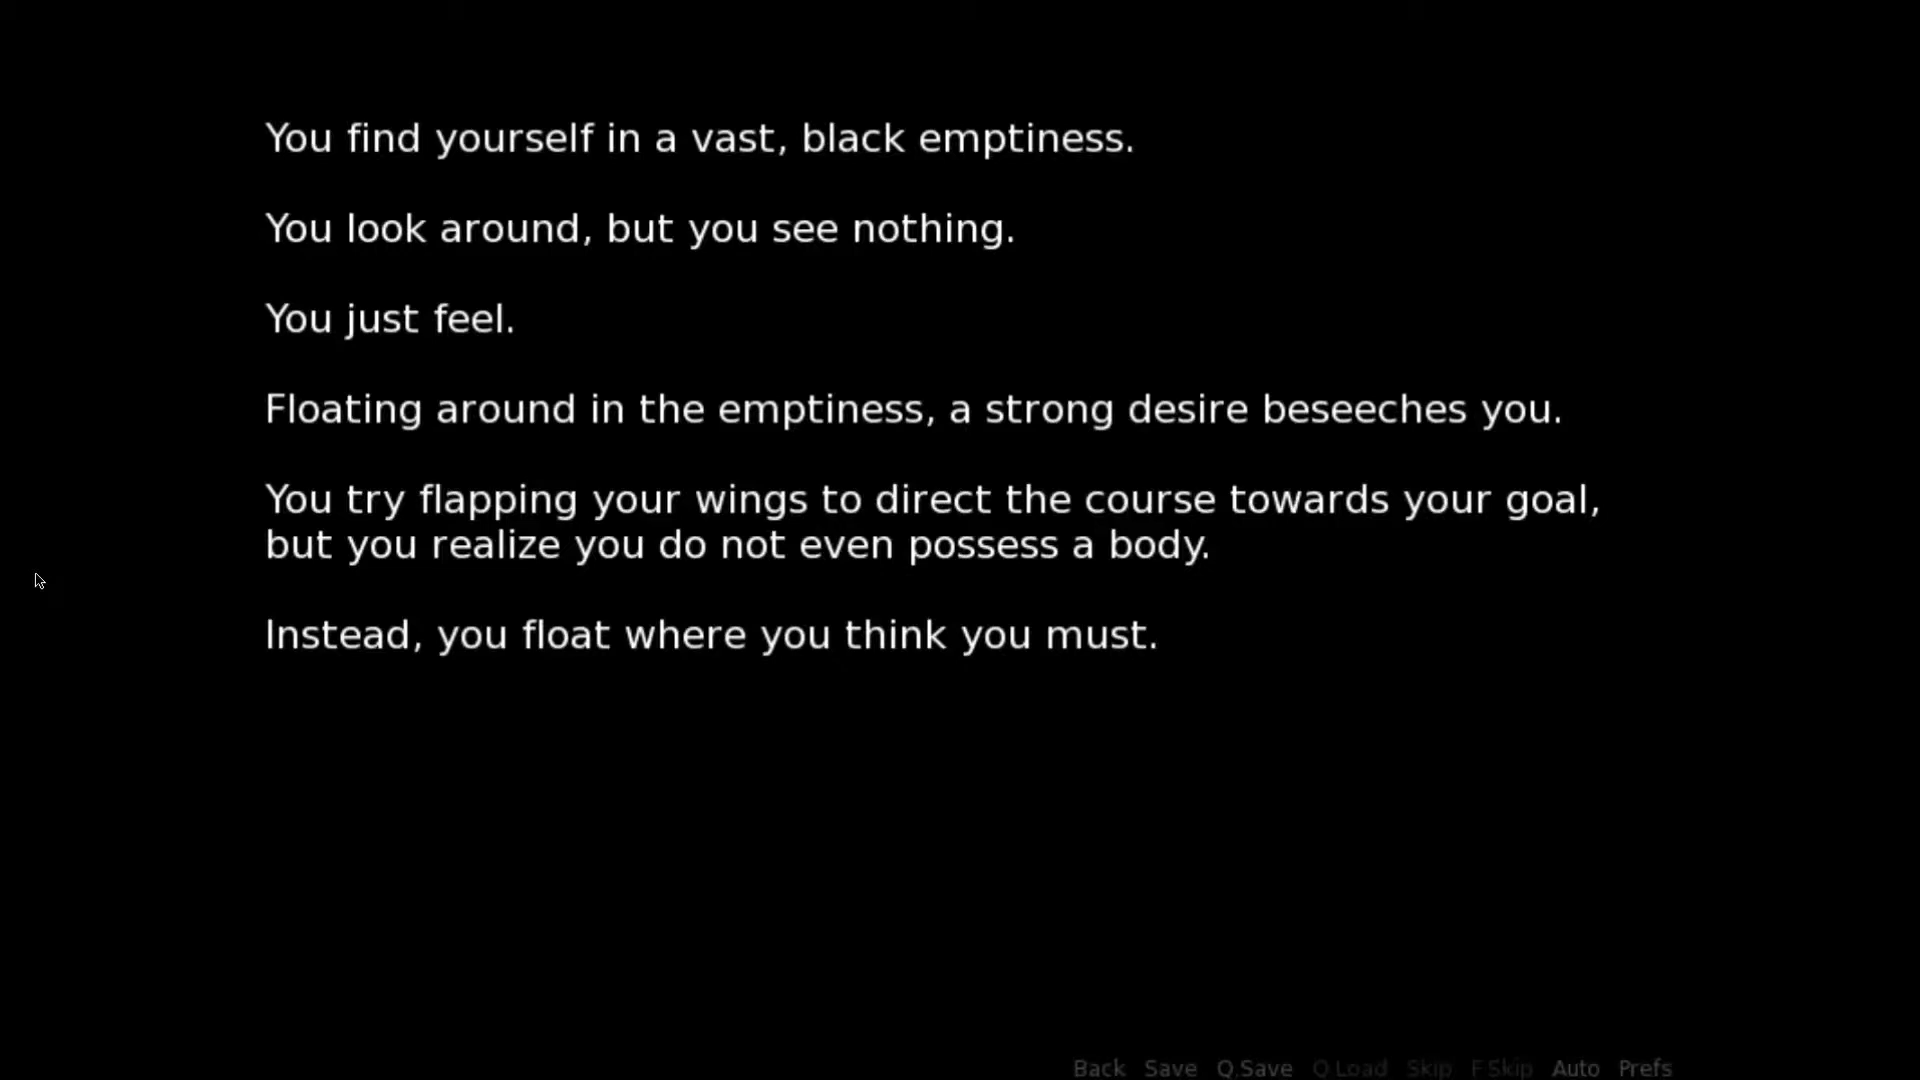 You find yourself in a vast, black emptiness.
You look around, but you see nothing.
You just feel.
Floating around in the emptiness, a strong desire beseeches you.
You try flapping your wings to direct the course towards your goal,
but you realize you do not even possess a body.
Instead, you float where you think you must.
Back Save Q.Save Q.Load Skip F.Skip Auto Prefs